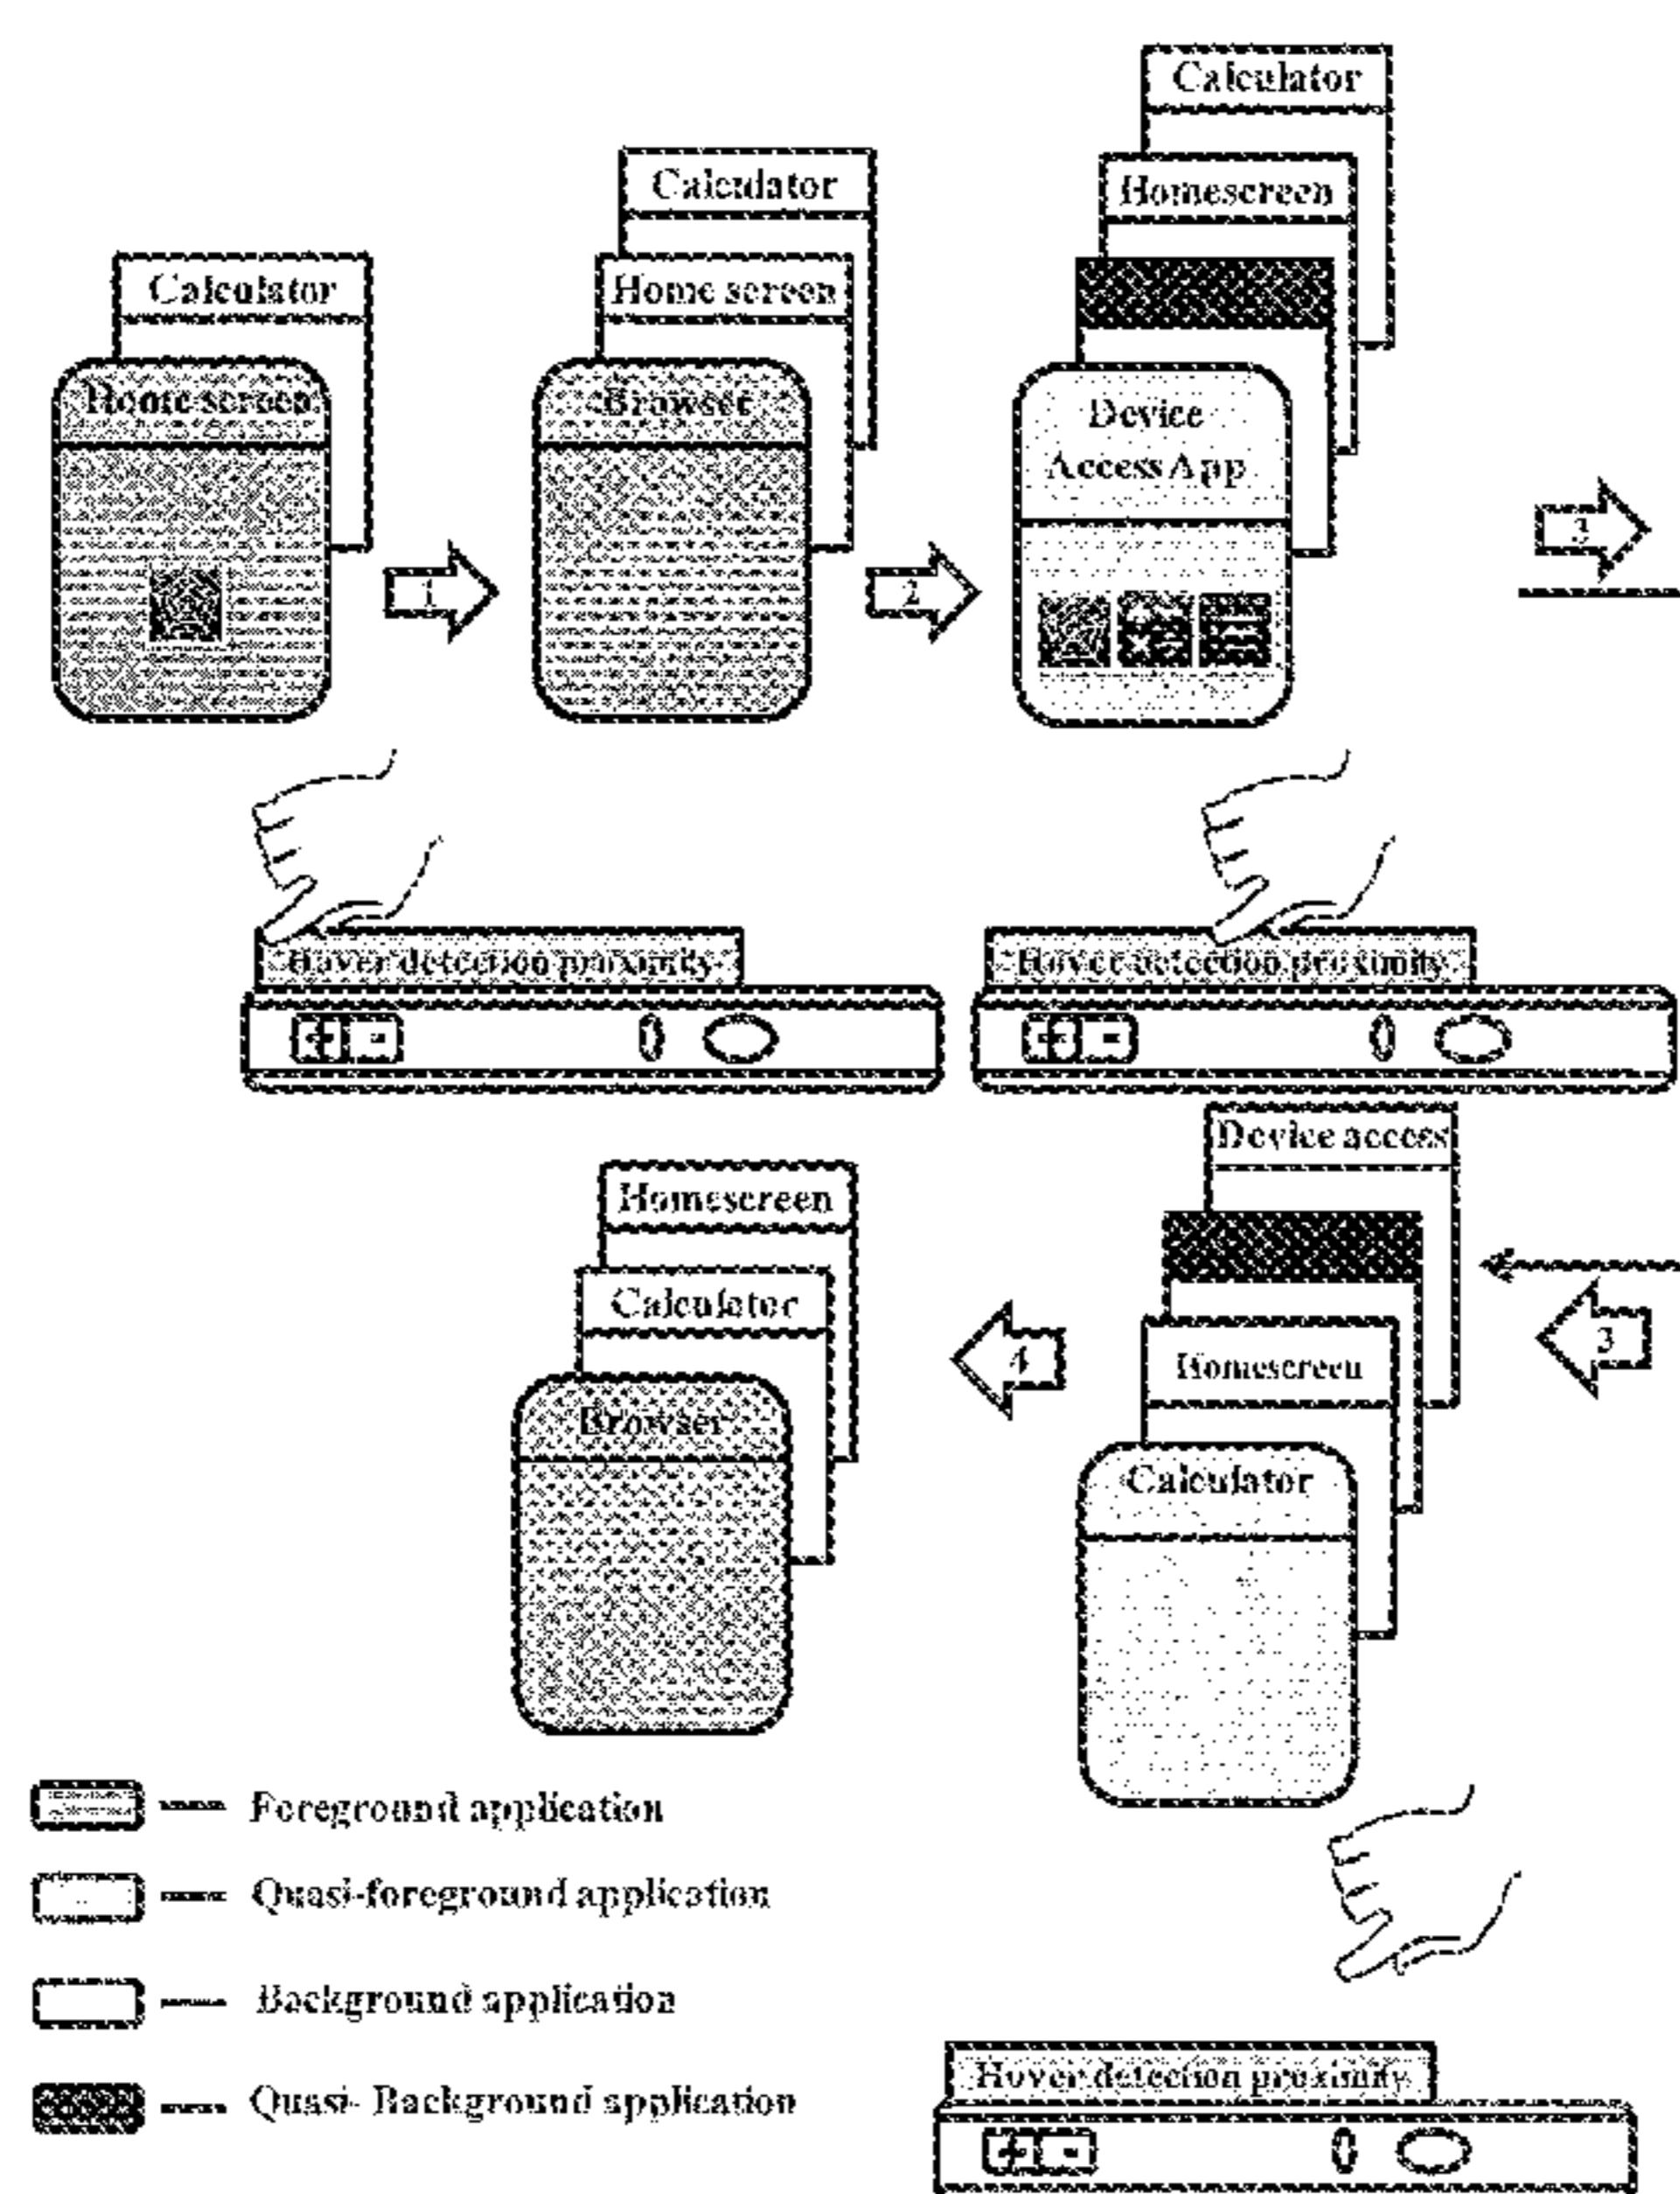 Calculator
Homescreen
Device
Access App
Calculator
Home screen
Browser
Calculator
Home screen
1
2
3
Hover detection proximity
Hover detection proximity
Device access
Homescreen
Calculator
Homescreen
Calculator
Browser
4
3
Foreground application
Quasi-foreground application
Background application
Quasi- Background application
Hover detection proximity